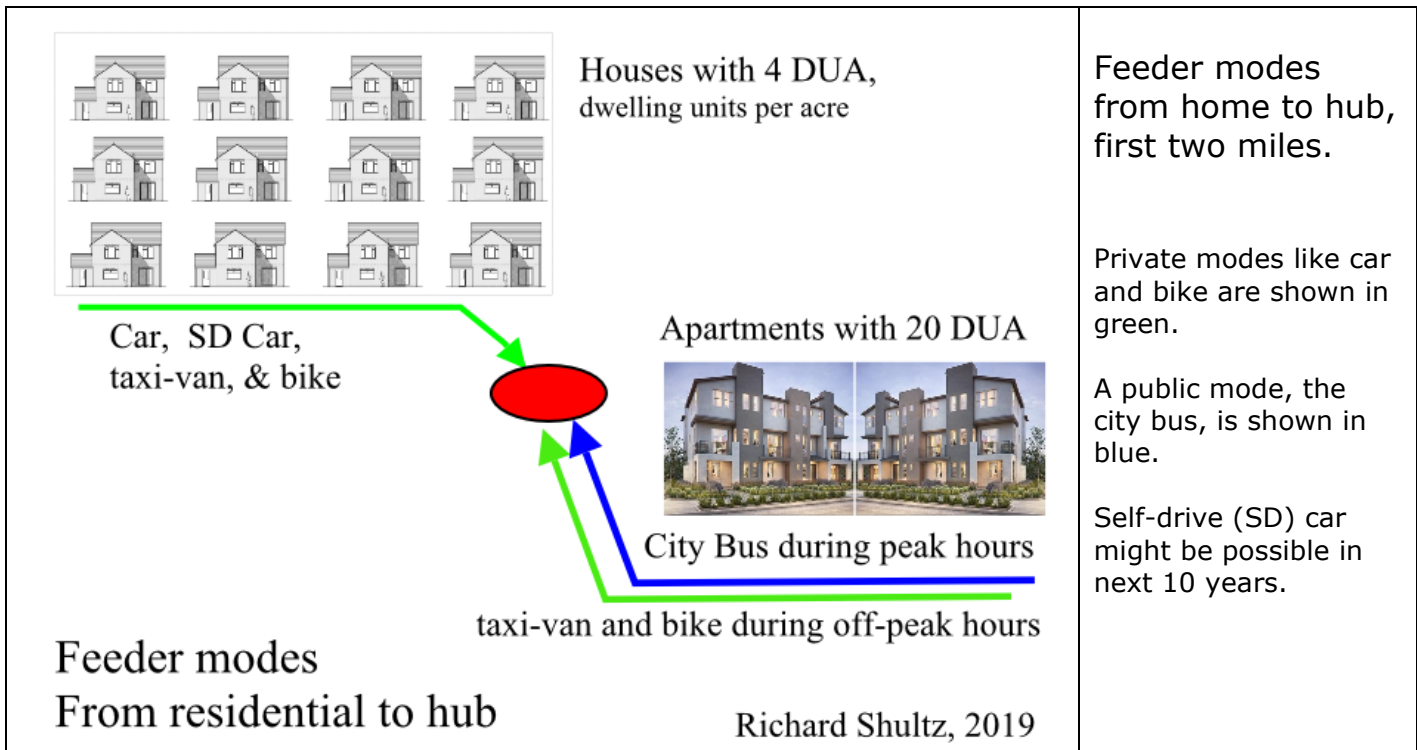 Houses with 4 DUA,
dwelling units per acre
Car, SD Car,
taxi-van, & bike
Apartments with 20 DUA
City Bus during peak hours
taxi-van and bike during off-peak hours
Feeder modes
From residential to hub
Richard Shultz, 2019
Feeder modes
from home to hub,
first two miles.
Private modes like car
and bike are shown in
green.
A public mode, the
city bus, is shown in
blue.
Self-drive (SD) car
might be possible in
next 10 years.